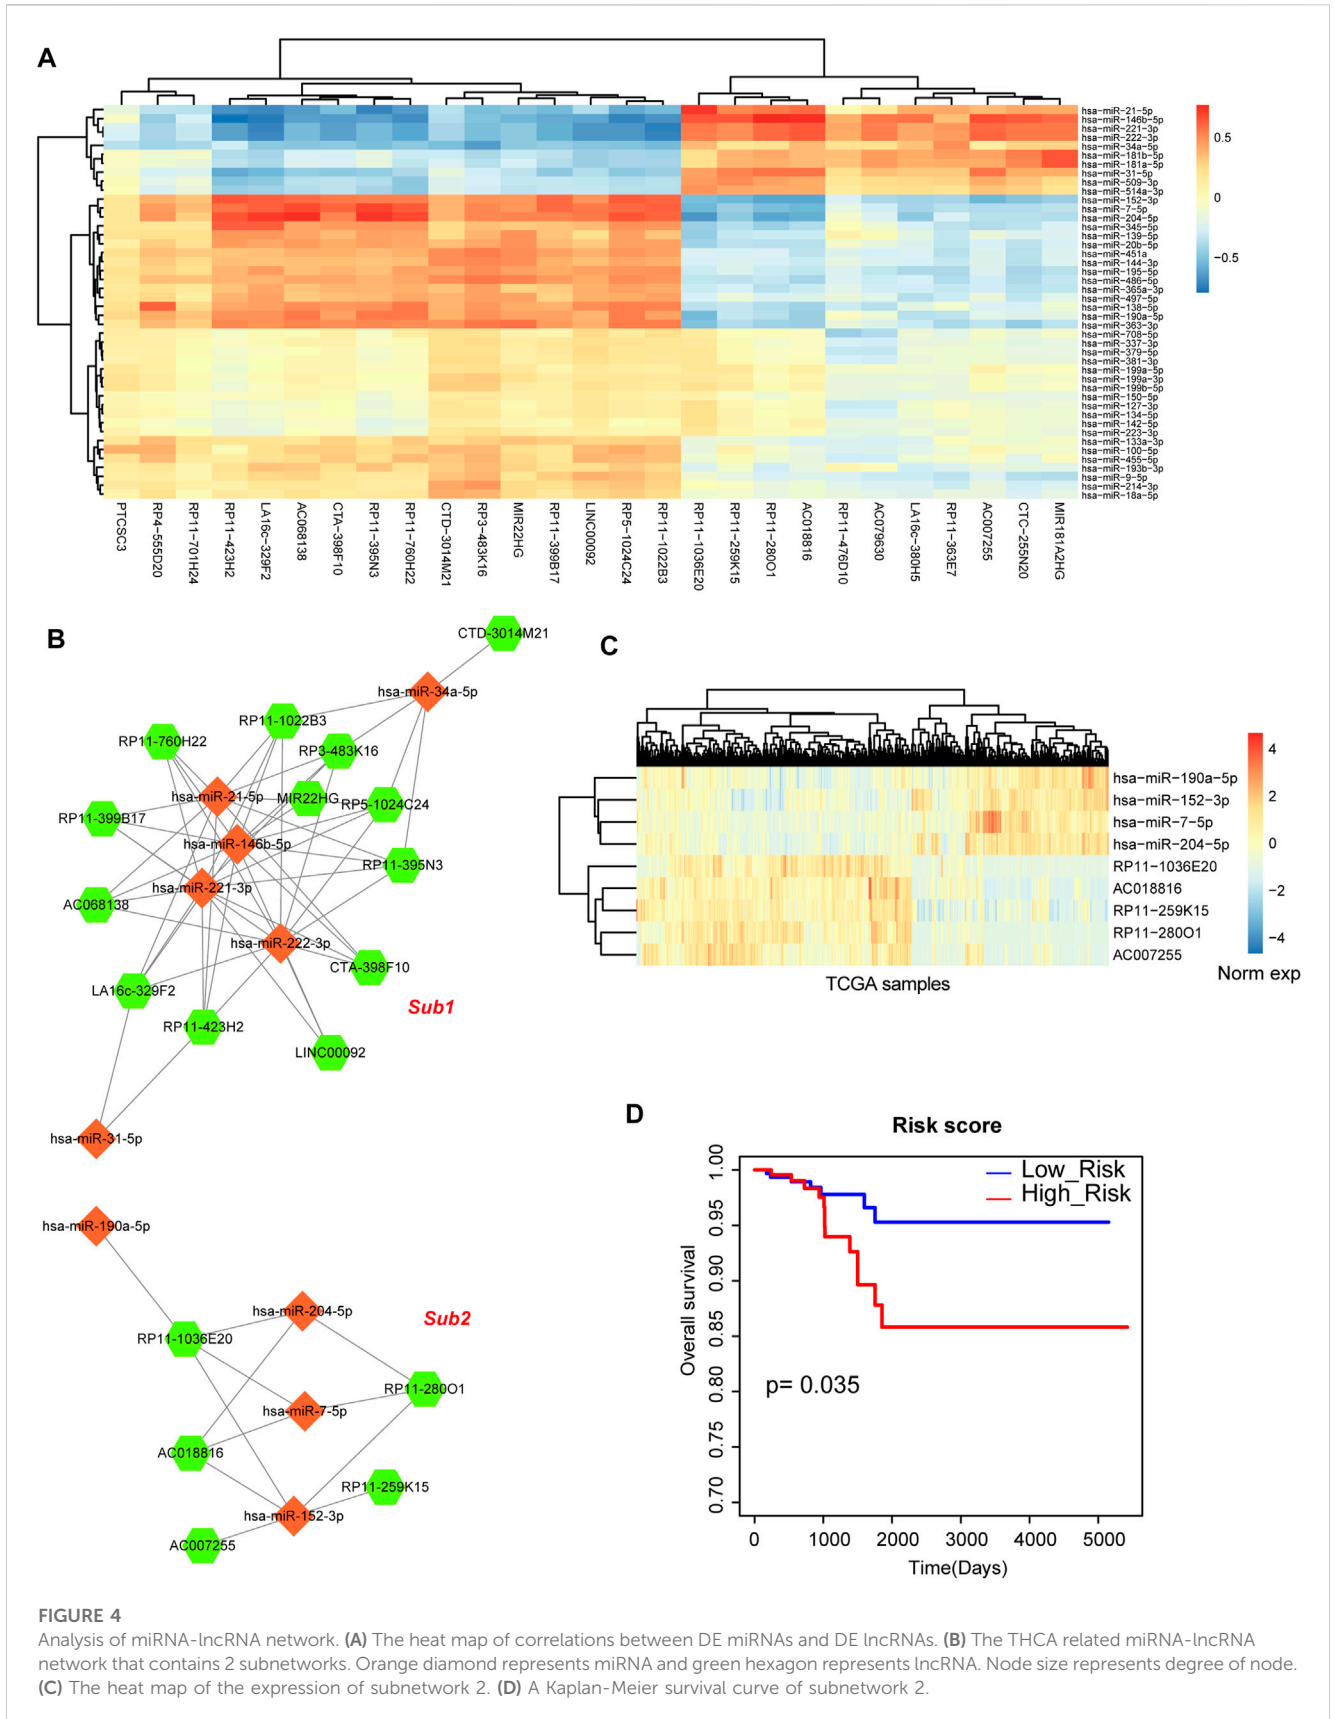 A
hsa-miR-21-5p
hsa-miR-146b-5p
hsa-miR-221-3p
hsa-miR-222-3p
hsa-miR-34a-5p
hsa-miR-181b-5p
hsa-miR-181a-5p
hsa-miR-31-5p
hsa-miR-509-3p
hsa-miR-514a-3p
hsa-miR-152-3p
hsa-miR-7-5p
hsa-miR-204-5p
hsa-miR-345-5p
hsa-miR-139-5p
hsa-miR-20b-5p
hsa-miR-451a
hsa-miR-144-3p
hsa-miR-195-5p
hsa-miR-486-5p
hsa-miR-365a-3p
hsa-miR-497-5p
hsa-miR-138-5p
hsa-miR-190a-5p
hsa-miR-363-3p
hsa-miR-708-5p
hsa-miR-337-3p
hsa-miR-379-5p
hsa-miR-381-3p
hsa-miR-199a-5p
hsa-miR-199a-3p
hsa-miR-199b-5p
hsa-miR-150-5p
hsa-miR-127-3p
hsa-miR-134-5p
hsa-miR-142-5p
hsa-miR-223-3p
hsa-miR-133a-3p
hsa-miR-100-5p
hsa-miR-455-5p
hsa-miR-193b-3p
hsa-miR-9-5p
hsa-miR-214-3p
hsa-miR-18a-5p
0.5
0
-0.5
PTCSC3
RP4-555D20
RP11-701H24
RP11-423H2
LA16c-329F2
AC068138
CTA-398F10
RP11-395N3
RP11-760H22
CTD-3014M21
RP3-483K16
MIR22HG
RP11-399B17
LINC00092
RP5-1024C24
RP11-1022B3
RP11-1036E20
RP11-259K15
RP11-280O1
AC018816
RP11-476D10
AC079630
LA16c-380H5
RP11-363E7
AC007255
CTC-255N20
MIR181A2HG
B
CTD-3014M21
hsa-miR-34a-5p
RP11-1022B3
RP11-760H22
RP3-483K16
hsa-miR-21-5p
MIR22HG
RP5-1024C24
RP11-399B17
hsa-miR-146b-5p
RP11-395N3
hsa-miR-221-3p
AC068138
hsa-miR-222-3p
CTA-398F10
LA16c-329F2
Sub1
RP11-423H2
LINC00092
hsa-miR-31-5p
hsa-miR-190a-5p
hsa-miR-204-5p
Sub2
RP11-1036E20
RP11-280O1
hsa-miR-7-5p
AC018816
RP11-259K15
hsa-miR-152-3p
AC007255
C
hsa-miR-190a-5p
hsa-miR-152-3p
hsa-miR-7-5p
hsa-miR-204-5p
RP11-1036E20
AC018816
RP11-259K15
RP11-280O1
AC007255
TCGA samples
4
2
0
-2
-4
Norm exp
D
Risk score
Low_Risk
High_Risk
p= 0.035
Overall survival
1.00
0.95
0.90
0.85
0.80
0.75
0.70
0
1000
2000
3000
4000
5000
Time(Days)
FIGURE 4
Analysis of miRNA-lncRNA network. (A) The heat map of correlations between DE miRNAs and DE lncRNAs. (B) The THCA related miRNA-lncRNA
network that contains 2 subnetworks. Orange diamond represents miRNA and green hexagon represents lncRNA. Node size represents degree of node.
(C) The heat map of the expression of subnetwork 2. (D) A Kaplan-Meier survival curve of subnetwork 2.